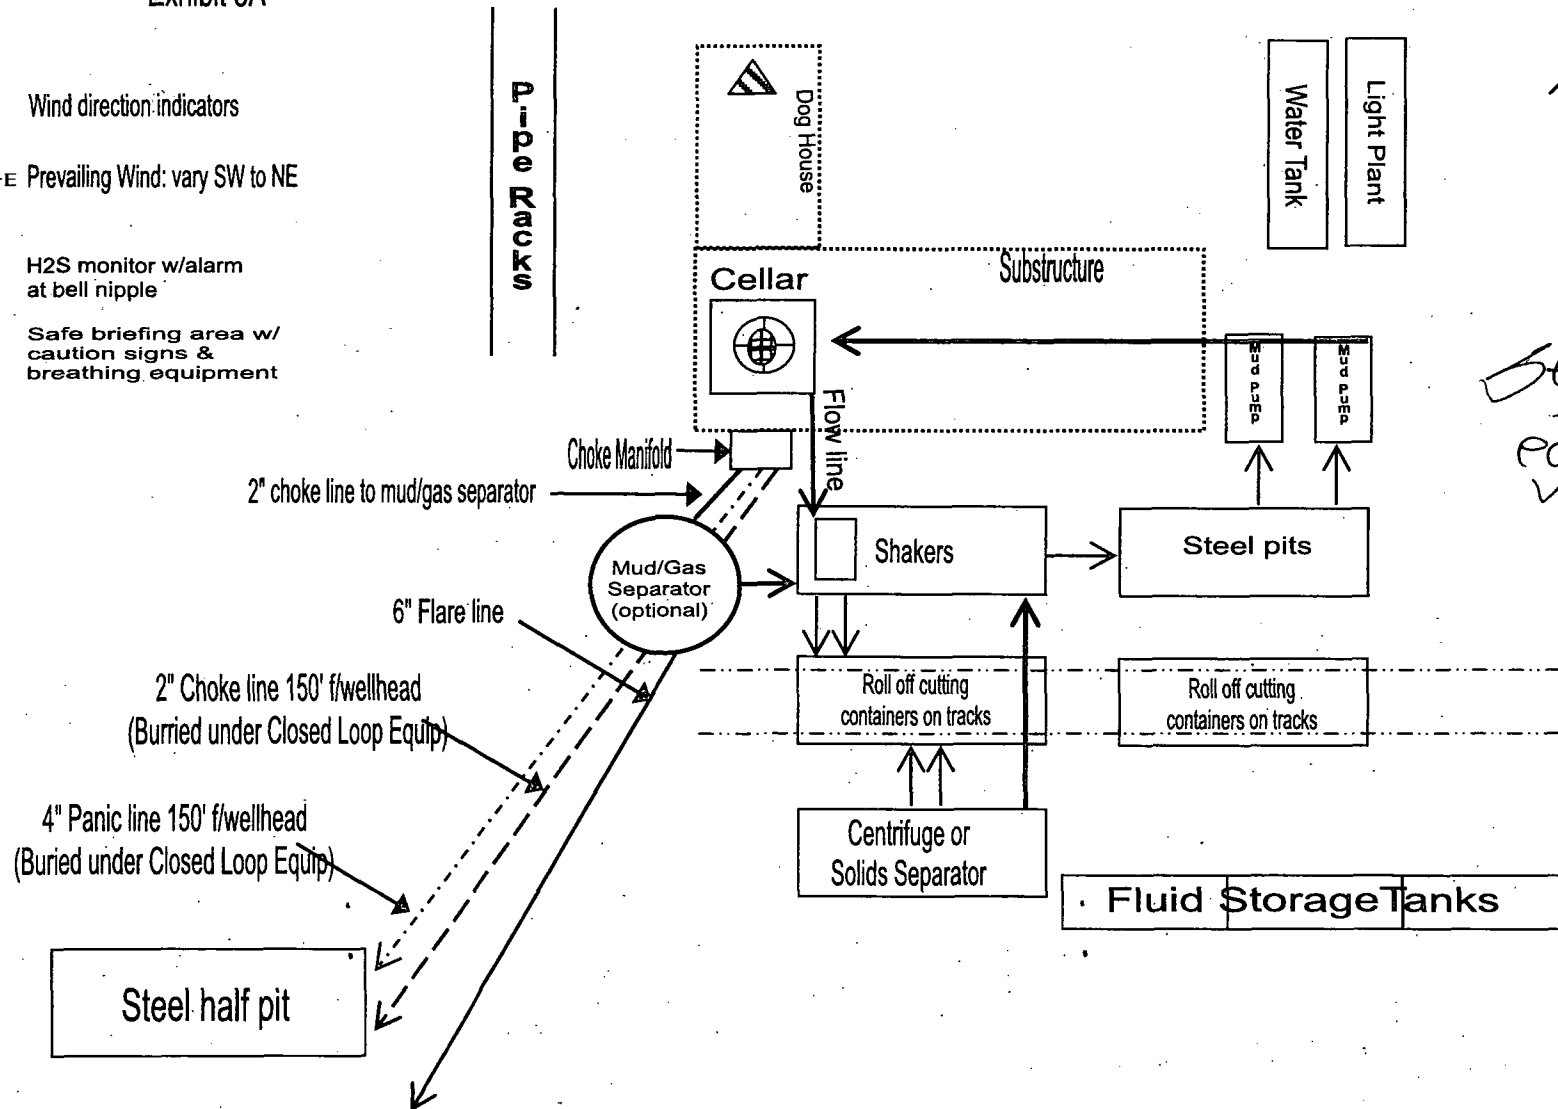 Wind direction indicators
E Prevailing Wind: vary SW to NE
H2S monitor w/alarm
at bell nipple
Safe briefing area w/
caution signs &
breathing equipment
Pipe Racks
Dog House
Water Tank
Light Plant
Cellar
Substructure
Mud Pump
Mud Pump
Flow line
Choke Manifold
2" choke line to mud/gas separator
Mud/Gas
Separator
(optional)
Shakers
Steel pits
6" Flare line
2" Choke line 150' f/wellhead
(Burried under Closed Loop Equip)
Roll off cutting
containers on tracks
Roll off cutting
containers on tracks
4" Panic line 150' f/wellhead
(Buried under Closed Loop Equip)
Centrifuge or
Solids Separator
Fluid StorageTanks
Steel half pit